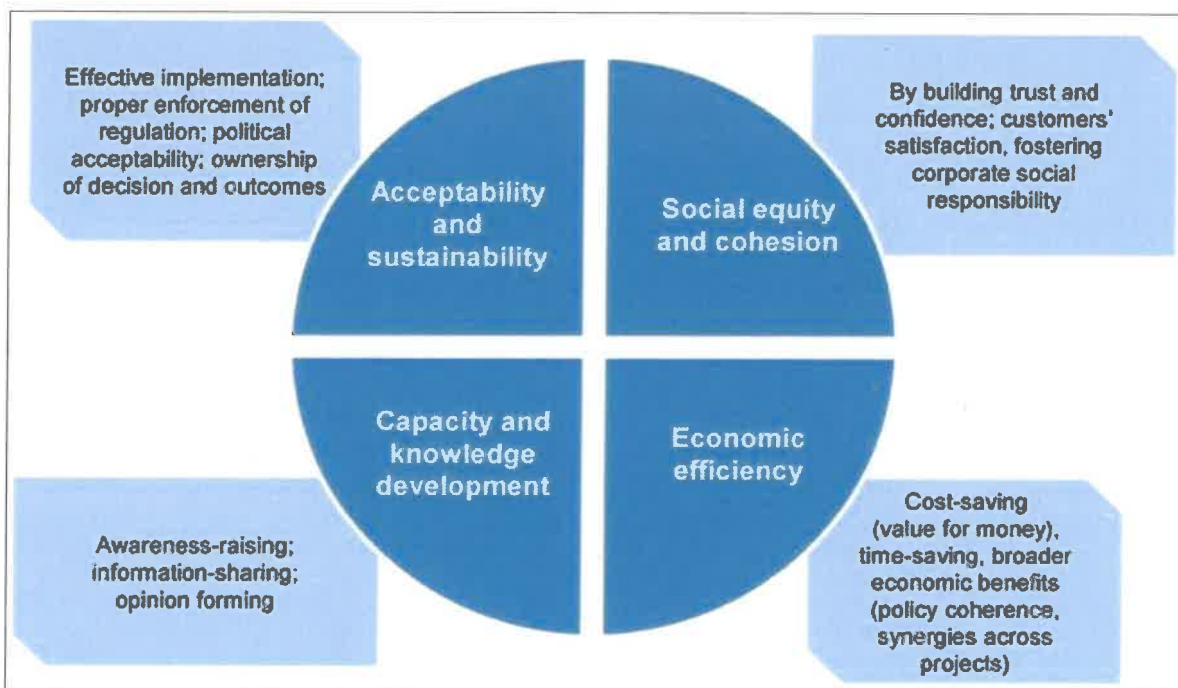 Effective implementation;
proper enforcement of
regulation; political
acceptability; ownership
of decision and outcomes
By building trust and
confidence; customers'
satisfaction, fostering
corporate social
responsibility
Acceptability
and
sustainability
Social equity
and cohesion
Capacity and
knowledge
development
Economic
efficiency
Awareness-raising;
information-sharing;
opinion forming
Cost-saving
(value for money),
time-saving, broader
economic benefits
(policy coherence,
synergies across
projects)